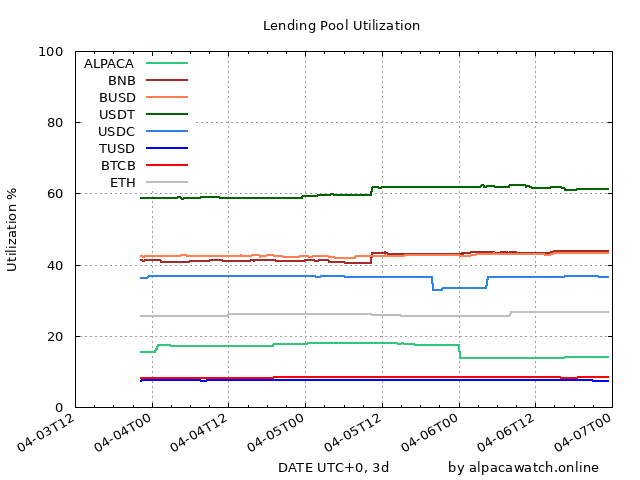 Lending Pool Utilization
Utilization %
100
80
60
40
20
0
ALPACA
BNB
BUSD
USDT
USDC
TUSD
BTCB
ETH
04-03T12
04-04T00
04-04T12
04-05T00
04-05T12
04-06T00
04-06T12
04-07T00
DATE UTC+0, 3d
by alpacawatch.online